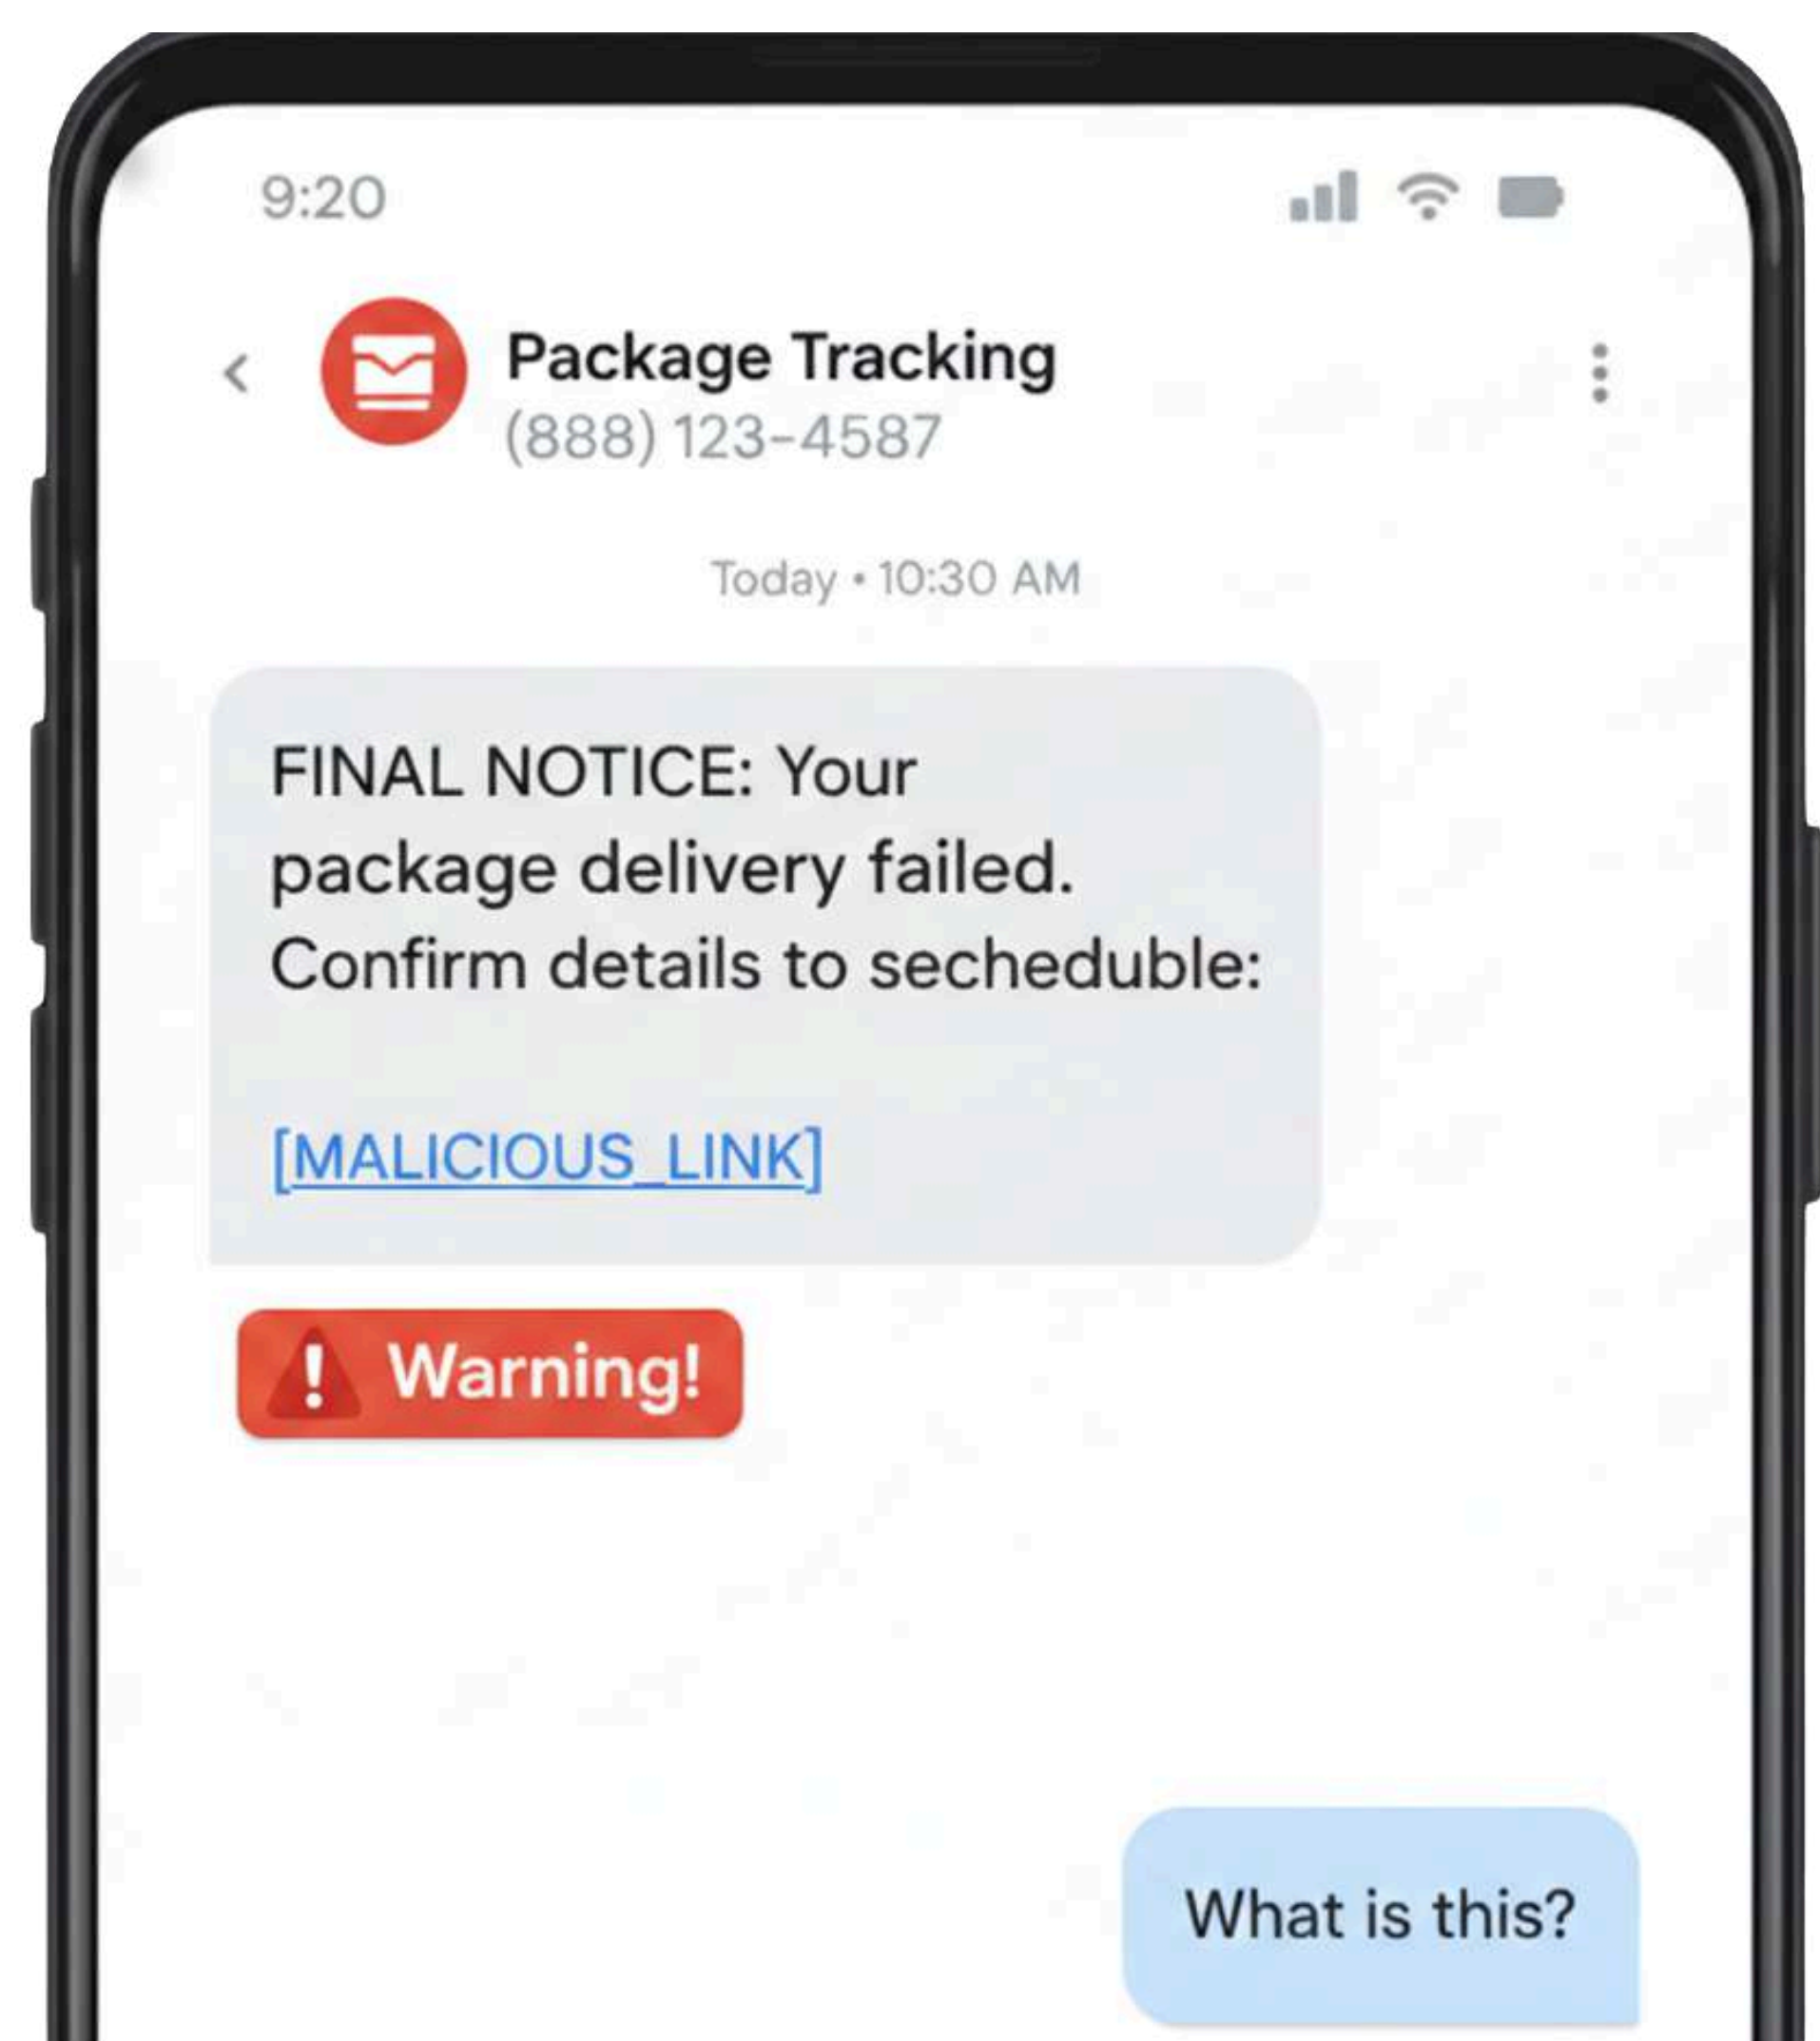 9:20
Package Tracking
(888) 123-4587
Today • 10:30 AM
FINAL NOTICE: Your
package delivery failed.
Confirm details to secheduble:
[MALICIOUS_LINK]
! Warning!
What is this?